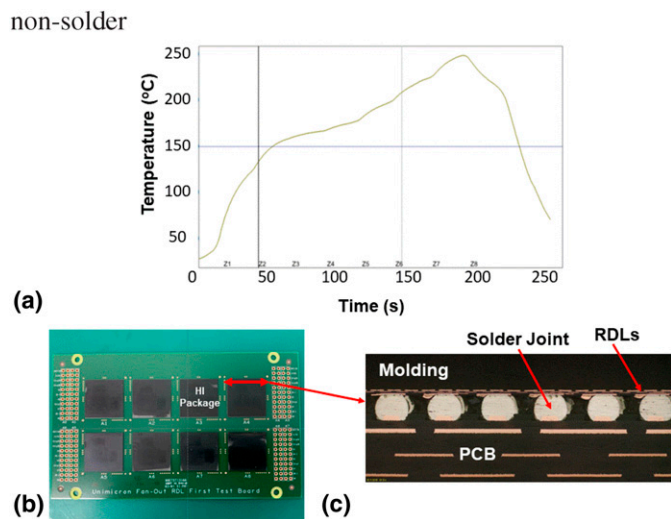 non-solder
250
200
150
100
50
Temperature (°C)
Z1 Z2 Z3 Z4 Z5 Z6 Z7 Z8
0 50 100 150 200 250
Time (s)
(a)
HI
Package
A1 A2 A3
A5 A6 A7 A8
Unimicron Fan-Out RDL First Test Board
(b)
Solder Joint
RDLs
Molding
PCB
(c)